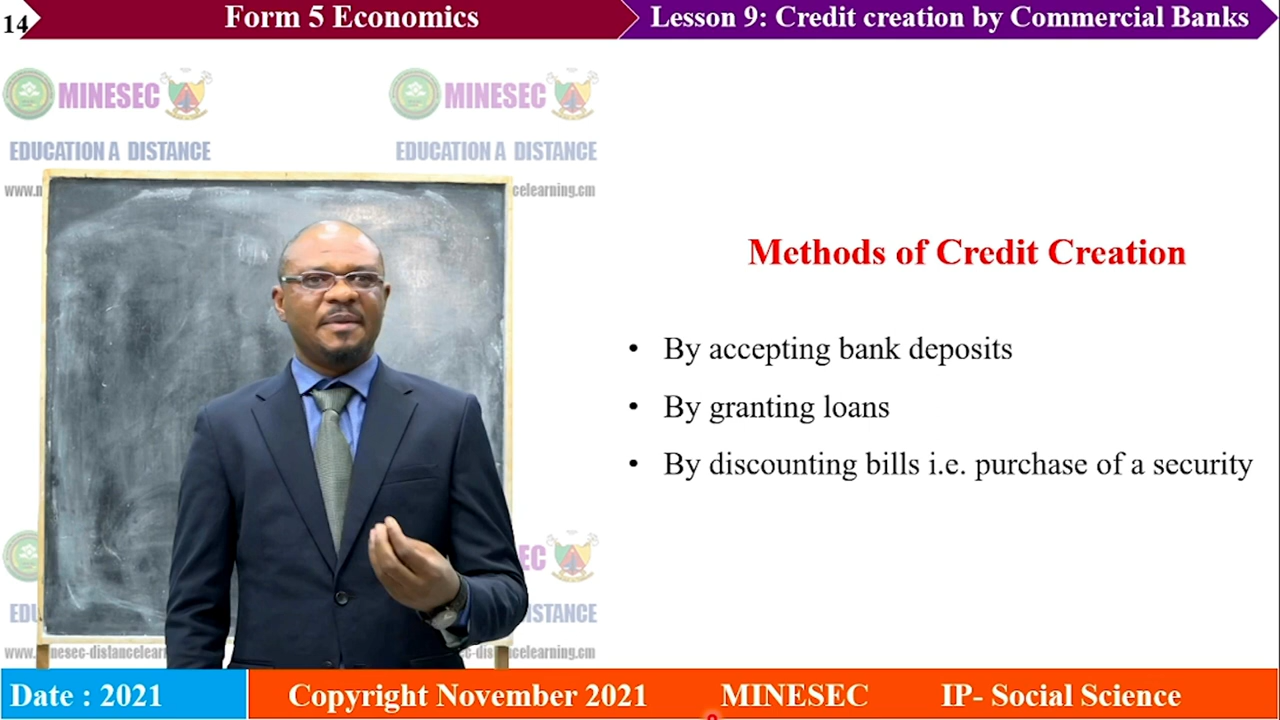 14
Form 5 Economics
Lesson 9: Credit creation by Commercial Banks
MINESEC
MINESEC
EDUCATION A DISTANCE
EDUCATION A DISTANCE
celearning.cm
Methods of Credit Creation
• By accepting bank deposits
• By granting loans
• By discounting bills i.e. purchase of a security
Date : 2021
Copyright November 2021
MINESEC
IP- Social Science